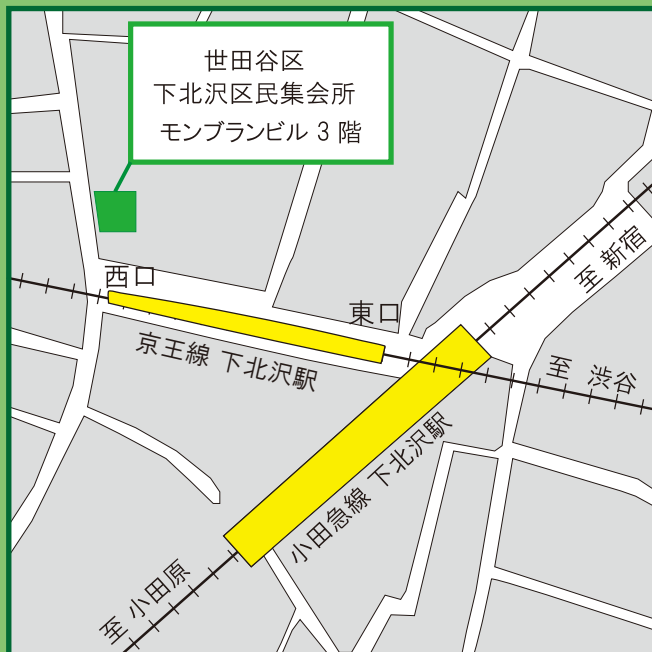 世田谷区
下北沢区民集会所
モンブランビル 3 階
西口
東口
至 新宿
京王線 下北沢駅
至 渋谷
小田急線 下北沢駅
至 小田原